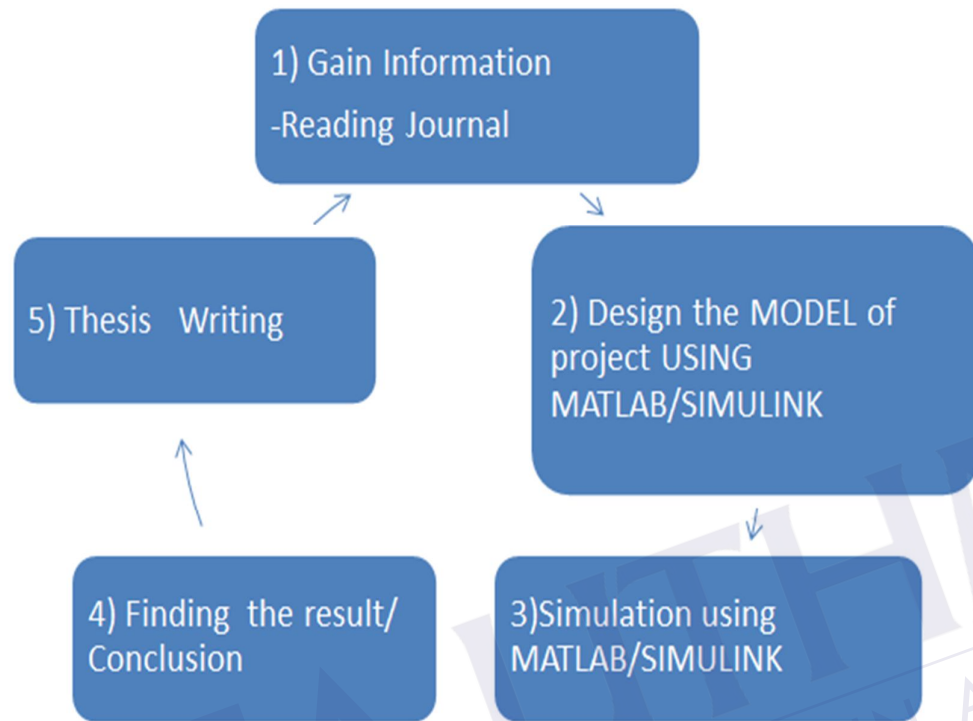 1) Gain Information
-Reading Journal
2) Design the MODEL of
project USING
MATLAB/SIMULINK
3)Simulation using
MATLAB/SIMULINK
4) Finding the result/
Conclusion
5) Thesis Writing